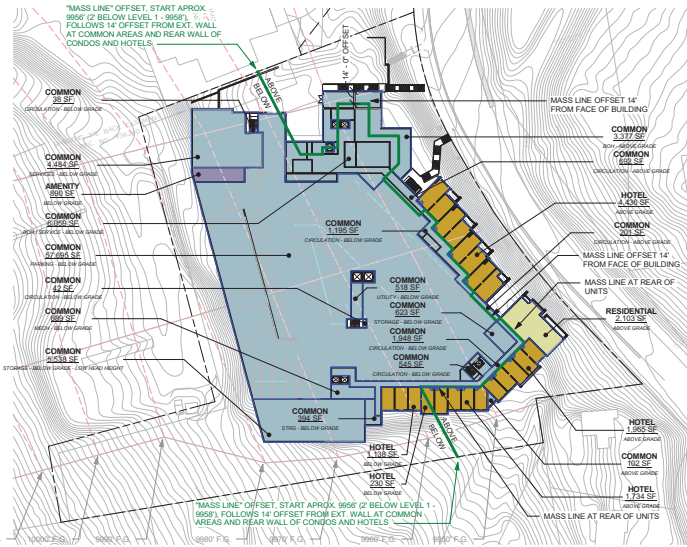 "MASS LINE" OFFSET, START APROX.
9956' (2' BELOW LEVEL 1 - 9958'),
FOLLOWS 14' OFFSET FROM EXT. WALL
AT COMMON AREAS AND REAR WALL OF
CONDOS AND HOTELS
ABOVE
BELOW
14' - 0" OFFSET
COMMON
38 SF
CIRCULATION - BELOW GRADE
COMMON
4,484 SF
SERVICES - BELOW GRADE
AMENITY
890 SF
BELOW GRADE
COMMON
6,059 SF
BOH / SERVICE - BELOW GRADE
COMMON
57,695 SF
PARKING - BELOW GRADE
COMMON
42 SF
CIRCULATION - BELOW GRADE
COMMON
689 SF
MECH - BELOW GRADE
COMMON
5,538 SF
STORAGE - BELOW GRADE - LOW HEAD HEIGHT
COMMON
1,195 SF
CIRCULATION - BELOW GRADE
COMMON
518 SF
UTILITY - BELOW GRADE
COMMON
623 SF
STORAGE - BELOW GRADE
COMMON
1,948 SF
CIRCULATION - BELOW GRADE
COMMON
545 SF
CIRCULATION - BELOW GRADE
COMMON
394 SF
STRG - BELOW GRADE
HOTEL
1,138 SF
BELOW GRADE
HOTEL
230 SF
BELOW GRADE
ABOVE
BELOW
MASS LINE OFFSET 14'
FROM FACE OF BUILDING
COMMON
3,377 SF
BOH - ABOVE GRADE
COMMON
692 SF
CIRCULATION - ABOVE GRADE
HOTEL
4,436 SF
ABOVE GRADE
COMMON
201 SF
CIRCULATION - ABOVE GRADE
MASS LINE OFFSET 14'
FROM FACE OF BUILDING
MASS LINE AT REAR OF
UNITS
RESIDENTIAL
2,103 SF
ABOVE GRADE
HOTEL
1,965 SF
ABOVE GRADE
COMMON
102 SF
ABOVE GRADE
HOTEL
1,734 SF
ABOVE GRADE
MASS LINE AT REAR OF UNITS
"MASS LINE" OFFSET, START APROX. 9956' (2' BELOW LEVEL 1 -
9958'), FOLLOWS 14' OFFSET FROM EXT. WALL AT COMMON
AREAS AND REAR WALL OF CONDOS AND HOTELS
10000' F.G. 9990' F.G. 9980' F.G. 9970' F.G. 9960' F.G. 9950' F.G.